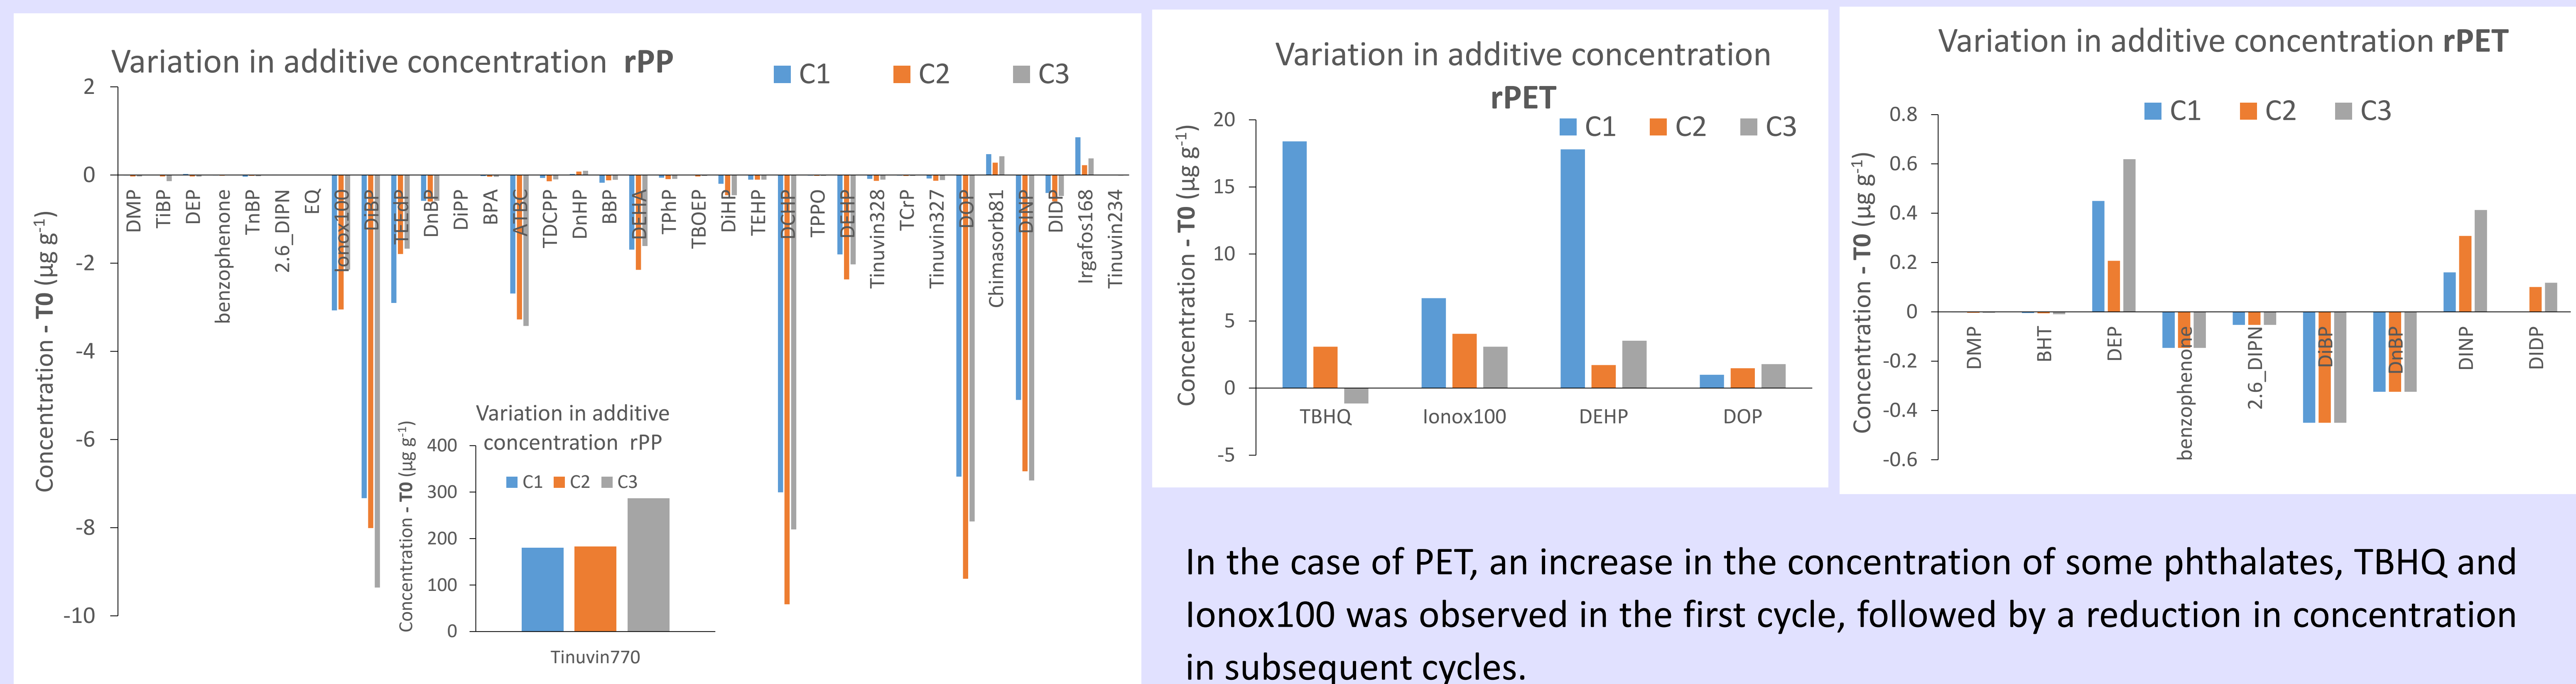 Variation in additive concentration rPP
C1 C2 C3
Concentration - T0 (µg g-1)
2
0
-2
-4
-6
-8
-10
DMP
TiBP
DEP
benzophenone
TnBP
2.6_DIPN
EQ
Ionox100
DiBP
TEEdP
DnBP
DiPP
BPA
ATBC
TDCPP
DnHP
BBP
DEHA
TPhP
TBOEP
DiHP
TEHP
DCHP
TPPO
DEHP
Tinuvin328
TCrP
Tinuvin327
DOP
Chimasorb81
DINP
DIDP
Irgafos168
Tinuvin234
Variation in additive
concentration rPP
C1 C2 C3
Concentration - T0 (µg g-1)
400
300
200
100
0
Tinuvin770
Variation in additive concentration
rPET
C1 C2 C3
Concentration - T0 (µg g-1)
20
15
10
5
0
-5
TBHQ
Ionox100
DEHP
DOP
Variation in additive concentration rPET
C1 C2 C3
Concentration - T0 (µg g-1)
0.8
0.6
0.4
0.2
0
-0.2
-0.4
-0.6
DMP
BHT
DEP
benzophenone
2.6_DIPN
DiBP
DnBP
DINP
DIDP
In the case of PET, an increase in the concentration of some phthalates, TBHQ and
Ionox100 was observed in the first cycle, followed by a reduction in concentration
in subsequent cycles.